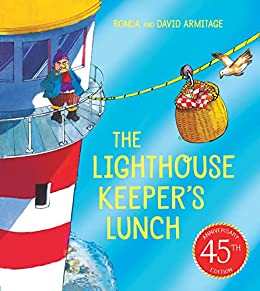 RONDA AND DAVID ARMITAGE
THE
LIGHTHOUSE
KEEPER'S
LUNCH
ANNIVERSARY
45TH
EDITION